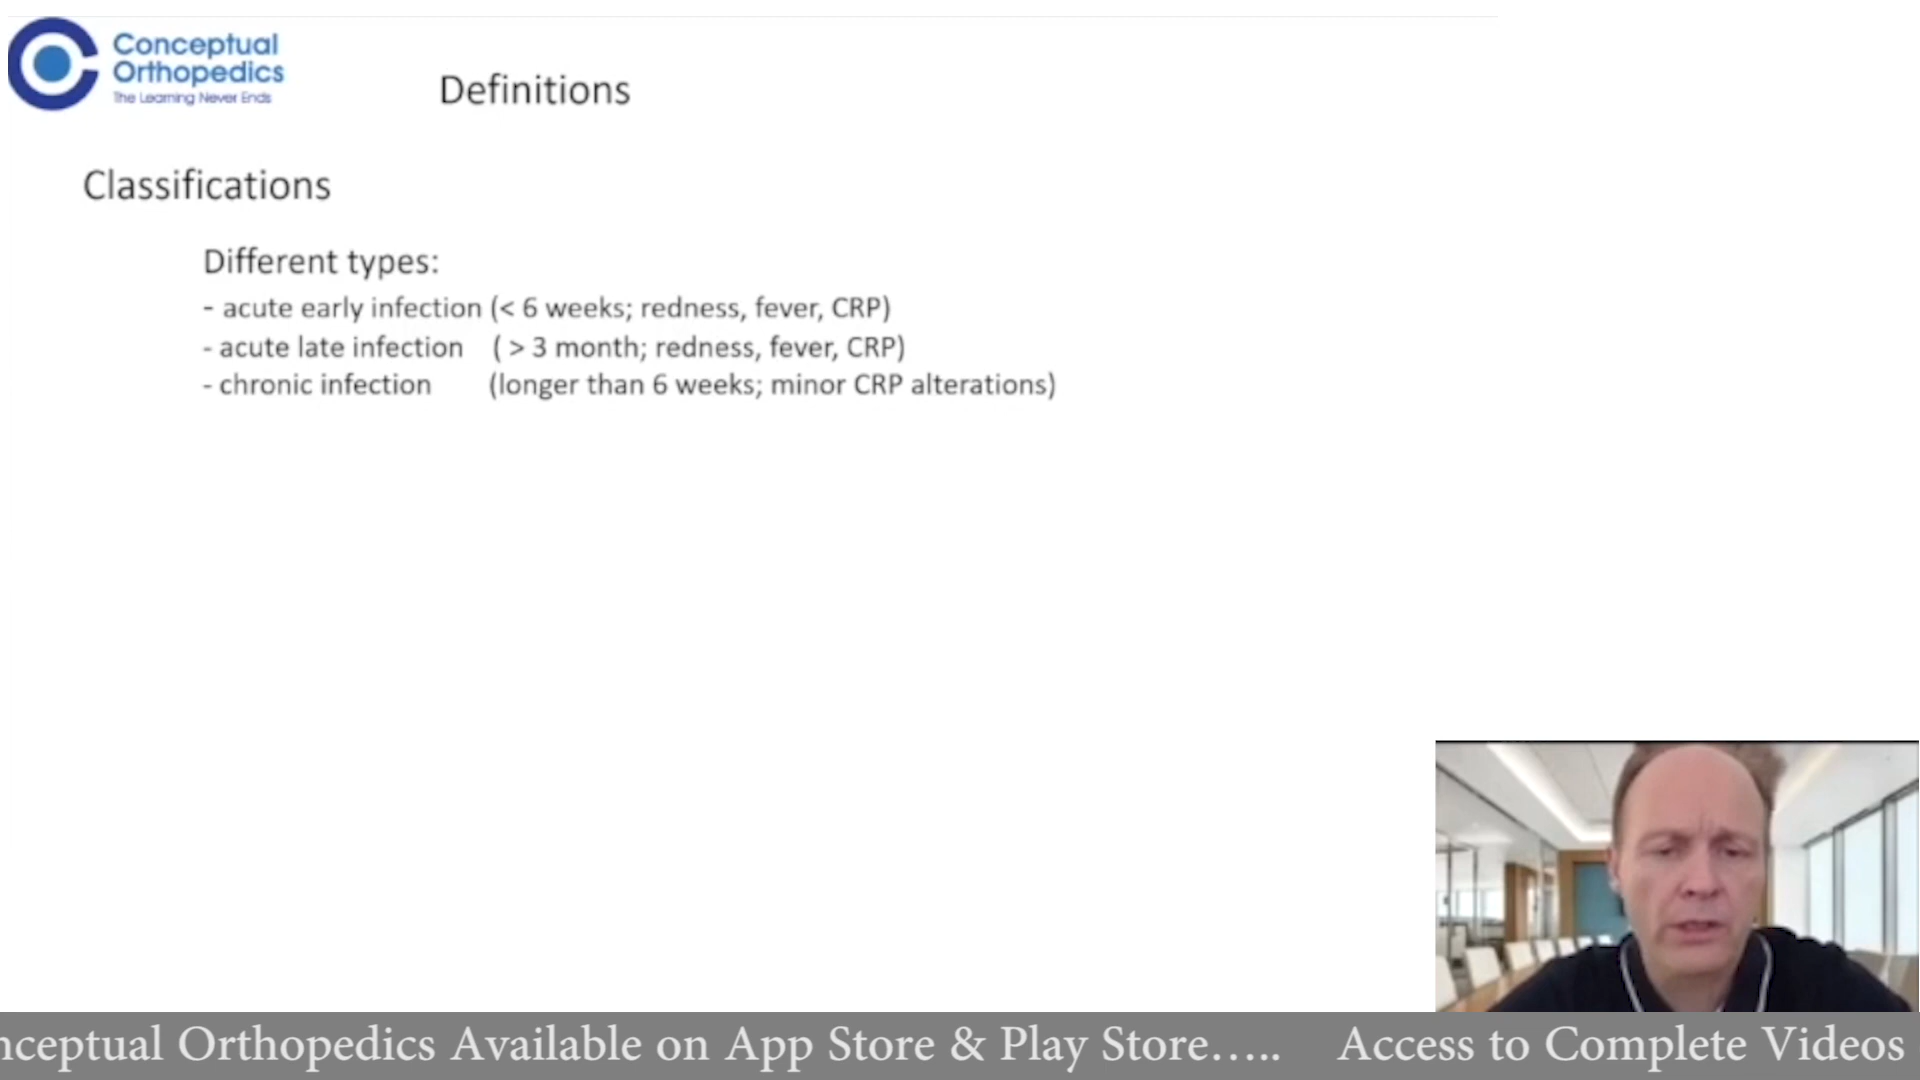 Conceptual
Orthopedics
The Learning Never Ends
Definitions
Classifications
Different types:
- acute early infection (< 6 weeks; redness, fever, CRP)
- acute late infection ( > 3 month; redness, fever, CRP)
- chronic infection (longer than 6 weeks; minor CRP alterations)
nceptual Orthopedics Available on App Store & Play Store..... Access to Complete Videos